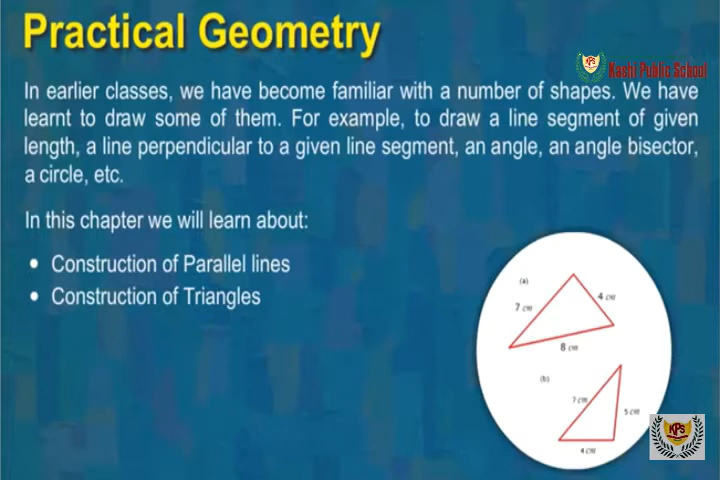 Practical Geometry
KPS
Kashi Public School
In earlier classes, we have become familiar with a number of shapes. We have
learnt to draw some of them. For example, to draw a line segment of given
length, a line perpendicular to a given line segment, an angle, an angle bisector,
a circle, etc.
In this chapter we will learn about:
• Construction of Parallel lines
• Construction of Triangles
(a)
7 cm
4 cm
8 cm
(b)
7 cm
5 cm
4 cm
KPS